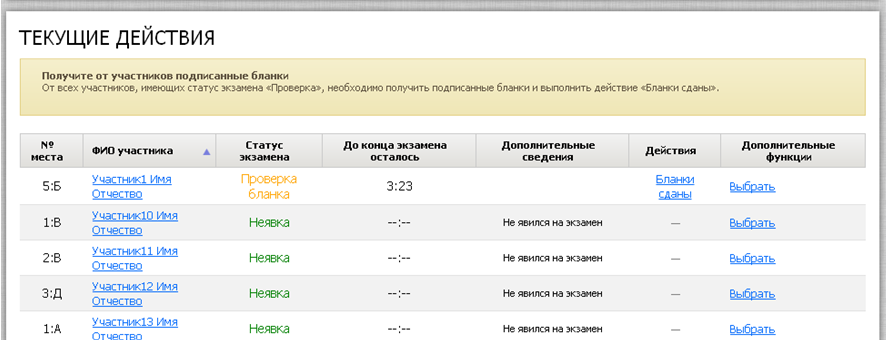 ТЕКУЩИЕ ДЕЙСТВИЯ
Получите от участников подписанные бланки
От всех участников, имеющих статус экзамена «Проверка», необходимо получить подписанные бланки и выполнить действие «Бланки сданы».
№ места ФИО участника Статус экзамена До конца экзамена осталось Дополнительные сведения Действия Дополнительные функции
5:Б Участник1 Имя Отчество Проверка бланка 3:23 Бланки сданы Выбрать
1:В Участник10 Имя Отчество Неявка --:-- Не явился на экзамен — Выбрать
2:В Участник11 Имя Отчество Неявка --:-- Не явился на экзамен — Выбрать
3:Д Участник12 Имя Отчество Неявка --:-- Не явился на экзамен — Выбрать
1:А Участник13 Имя Отчество Неявка --:-- Не явился на экзамен — Выбрать